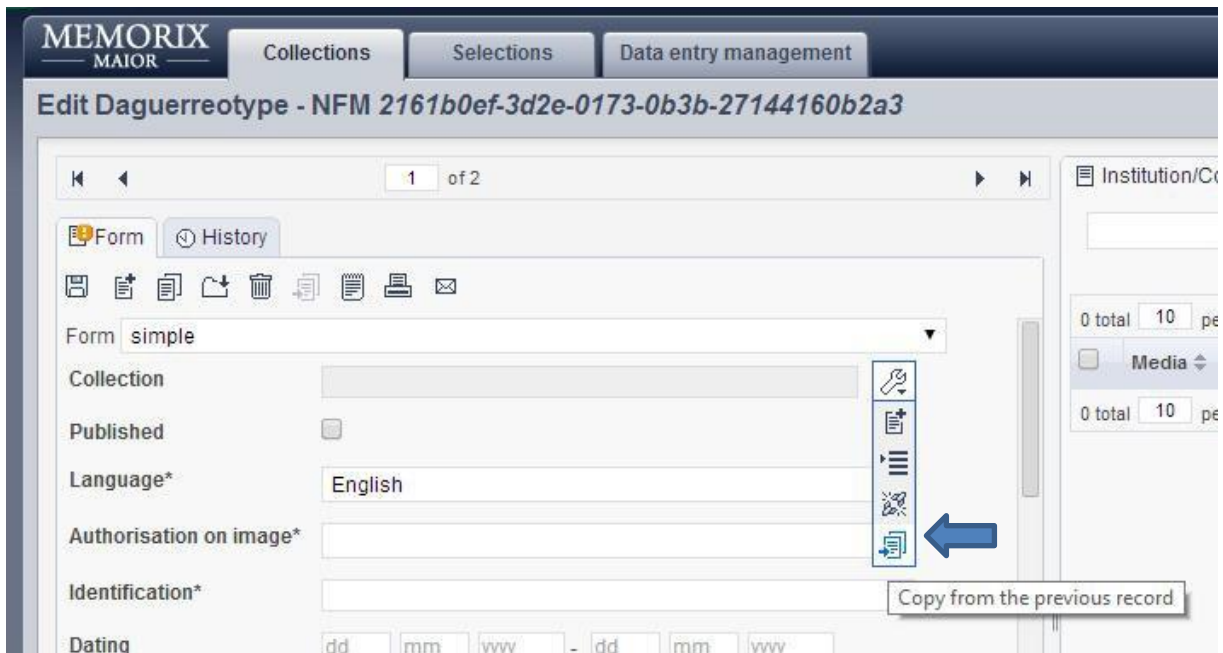 MEMORIX
MAIOR
Collections
Selections
Data entry management
Edit Daguerreotype - NFM 2161b0ef-3d2e-0173-0b3b-27144160b2a3
1 of 2
Institution/Co
Form
History
Form simple
0 total 10 pe
Collection
Media
Published
0 total 10 pe
Language*
English
Authorisation on image*
Identification*
Copy from the previous record
Dating dd mm yyyy - dd mm yyyy